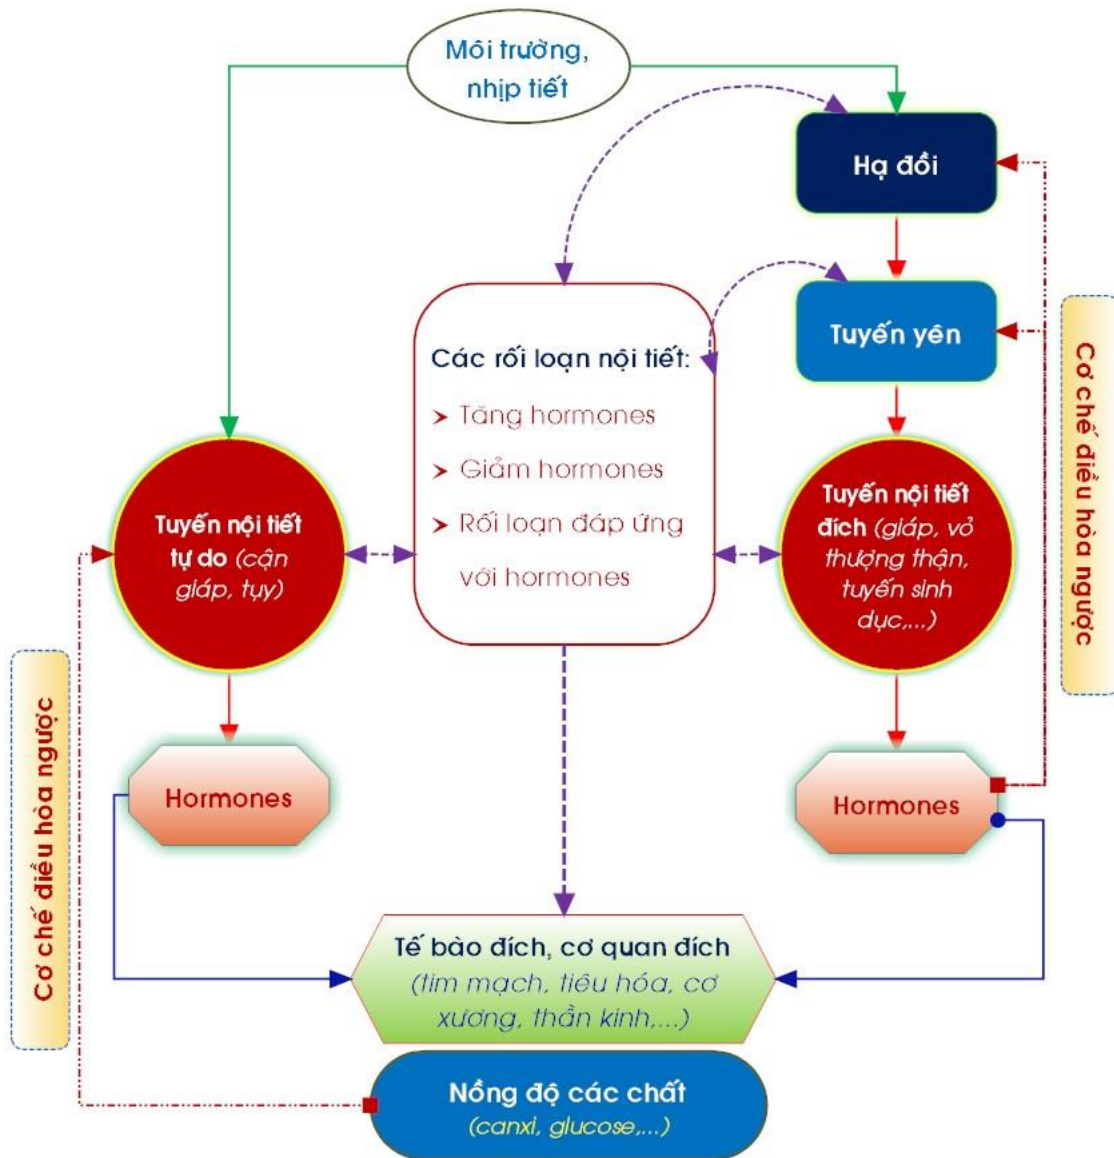 Môi trường,
nhịp tiết
Hạ đồi
Tuyến yên
Các rối loạn nội tiết:
➤ Tăng hormones
➤ Giảm hormones
➤ Rối loạn đáp ứng
với hormones
Tuyến nội tiết
tự do (cận
giáp, tụy)
Tuyến nội tiết
đích (giáp, vỏ
thượng thận,
tuyến sinh
dục,...)
Cơ chế điều hòa ngược
Cơ chế điều hòa ngược
Hormones
Hormones
Tế bào đích, cơ quan đích
(tim mạch, tiêu hóa, cơ
xương, thần kinh,...)
Nồng độ các chất
(canxi, glucose,...)